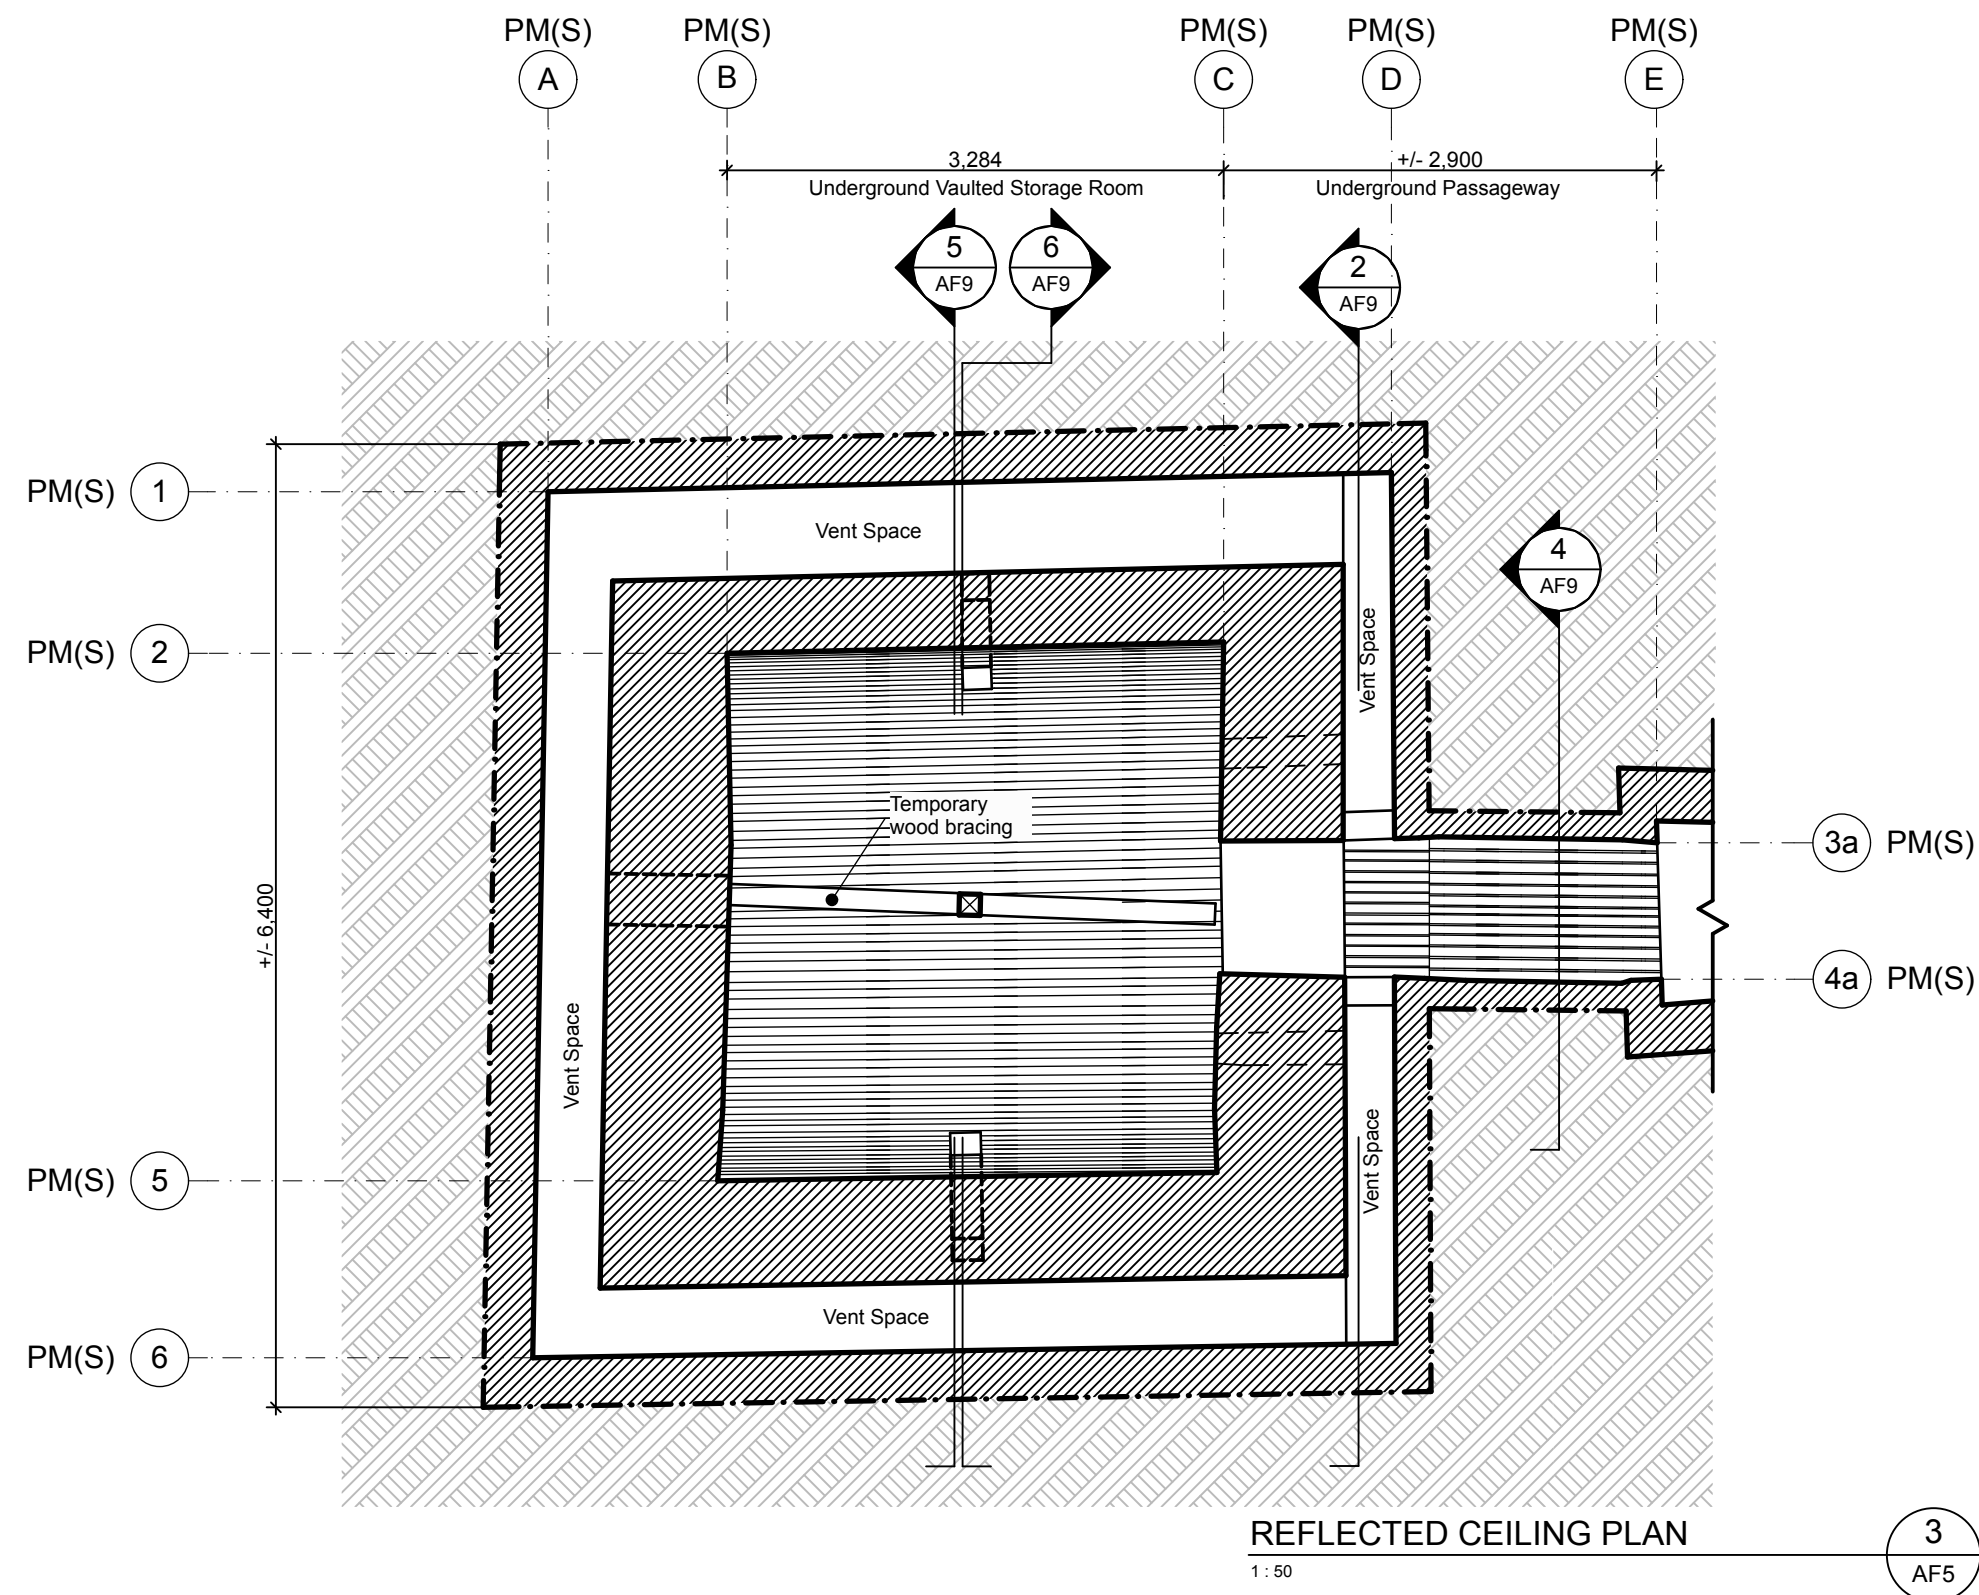 PM(S) PM(S) PM(S) PM(S) PM(S)
A B C D E
3,284 +/- 2,900
Underground Vaulted Storage Room Underground Passageway
5 6 2
AF9 AF9 AF9
PM(S) 1
Vent Space
4
AF9
PM(S) 2
Vent Space
Temporary
wood bracing
3a PM(S)
+/- 6,400
4a PM(S)
Vent Space
Vent Space
PM(S) 5
Vent Space
PM(S) 6
REFLECTED CEILING PLAN 3
1 : 50 AF5